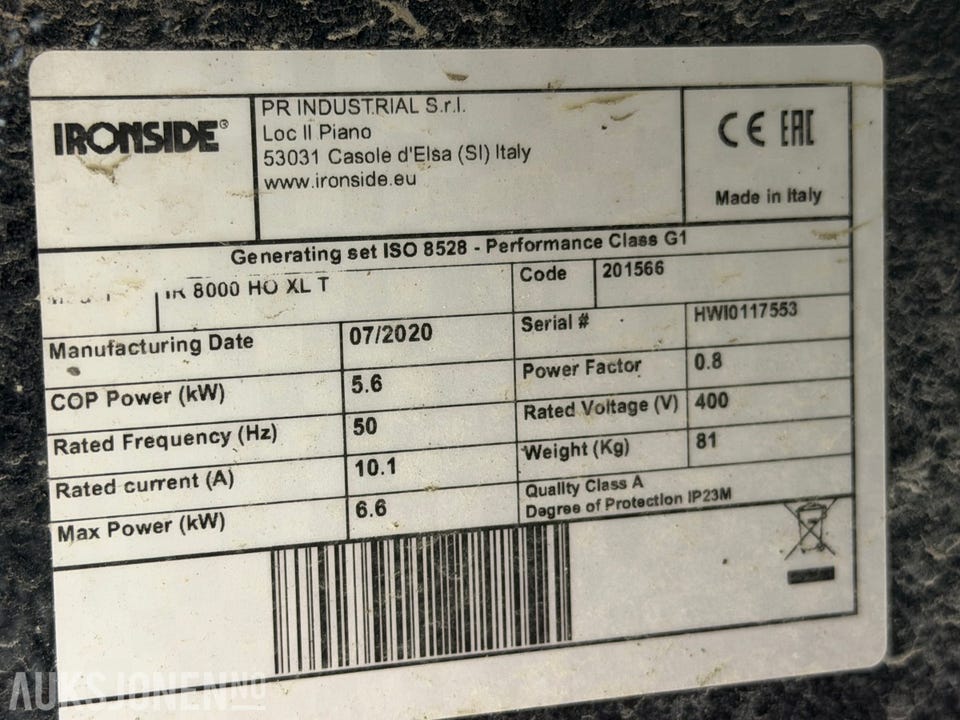 IRONSIDE®
PR INDUSTRIAL S.r.l.
Loc Il Piano
53031 Casole d'Elsa (SI) Italy
www.ironside.eu
CE EAC
Made in Italy
Generating set ISO 8528 - Performance Class G1
IR 8000 HO XL T
Code 201566
Manufacturing Date 07/2020
Serial # HWI0117553
COP Power (kW) 5.6
Power Factor 0.8
Rated Frequency (Hz) 50
Rated Voltage (V) 400
Rated current (A) 10.1
Weight (Kg) 81
Max Power (kW) 6.6
Quality Class A
Degree of Protection IP23M
AUKSJONEN.NO